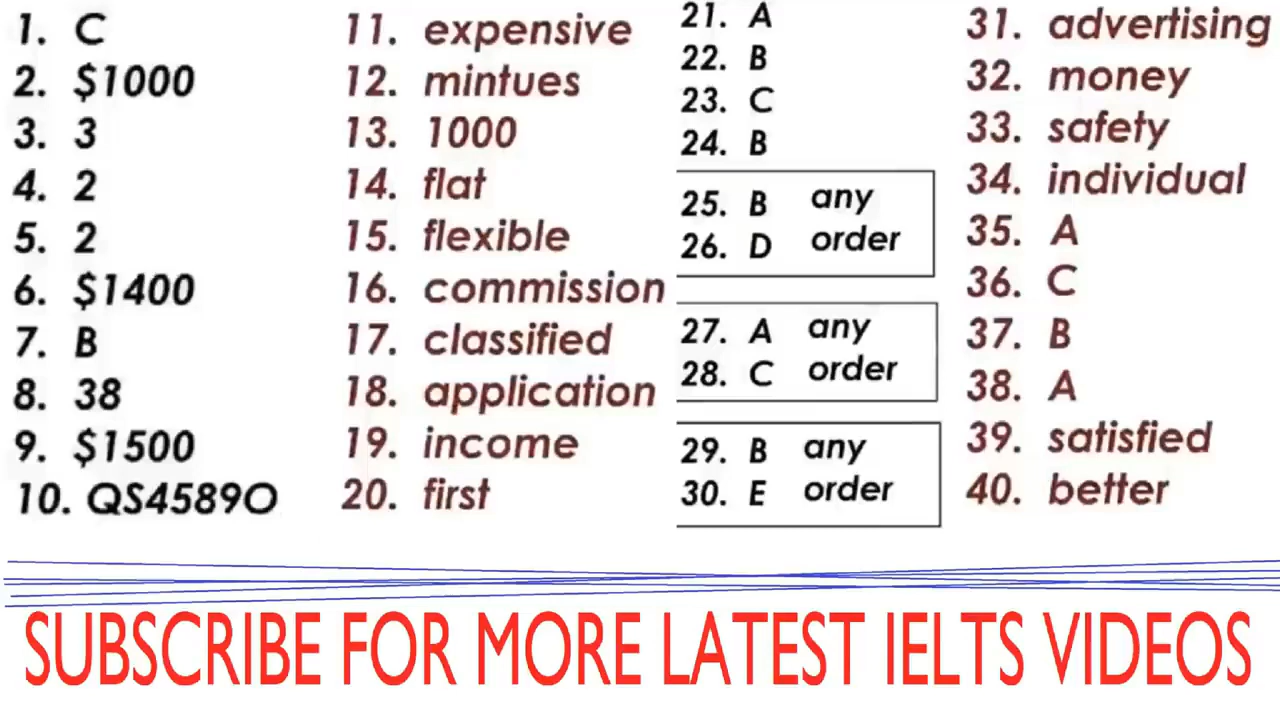 1. C
2. $1000
3. 3
4. 2
5. 2
6. $1400
7. B
8. 38
9. $1500
10. QS4589O
11. expensive
12. mintues
13. 1000
14. flat
15. flexible
16. commission
17. classified
18. application
19. income
20. first
21. A
22. B
23. C
24. B
25. B any
26. D order
27. A any
28. C order
29. B any
30. E order
31. advertising
32. money
33. safety
34. individual
35. A
36. C
37. B
38. A
39. satisfied
40. better
SUBSCRIBE FOR MORE LATEST IELTS VIDEOS